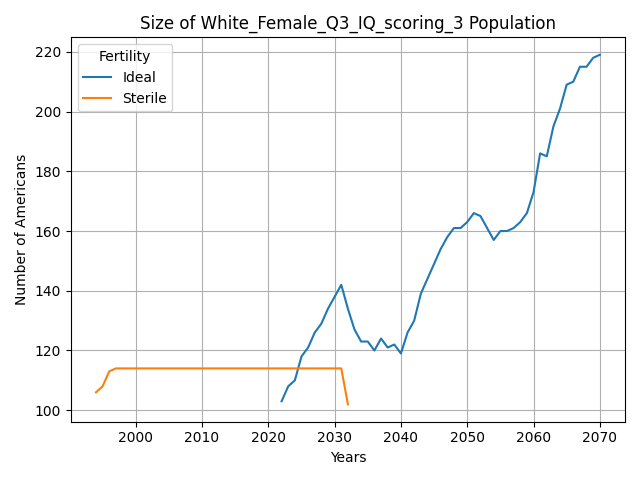 Size of White_Female_Q3_IQ_scoring_3 Population
Fertility
Ideal
Sterile
Number of Americans
220
200
180
160
140
120
100
2000 2010 2020 2030 2040 2050 2060 2070
Years